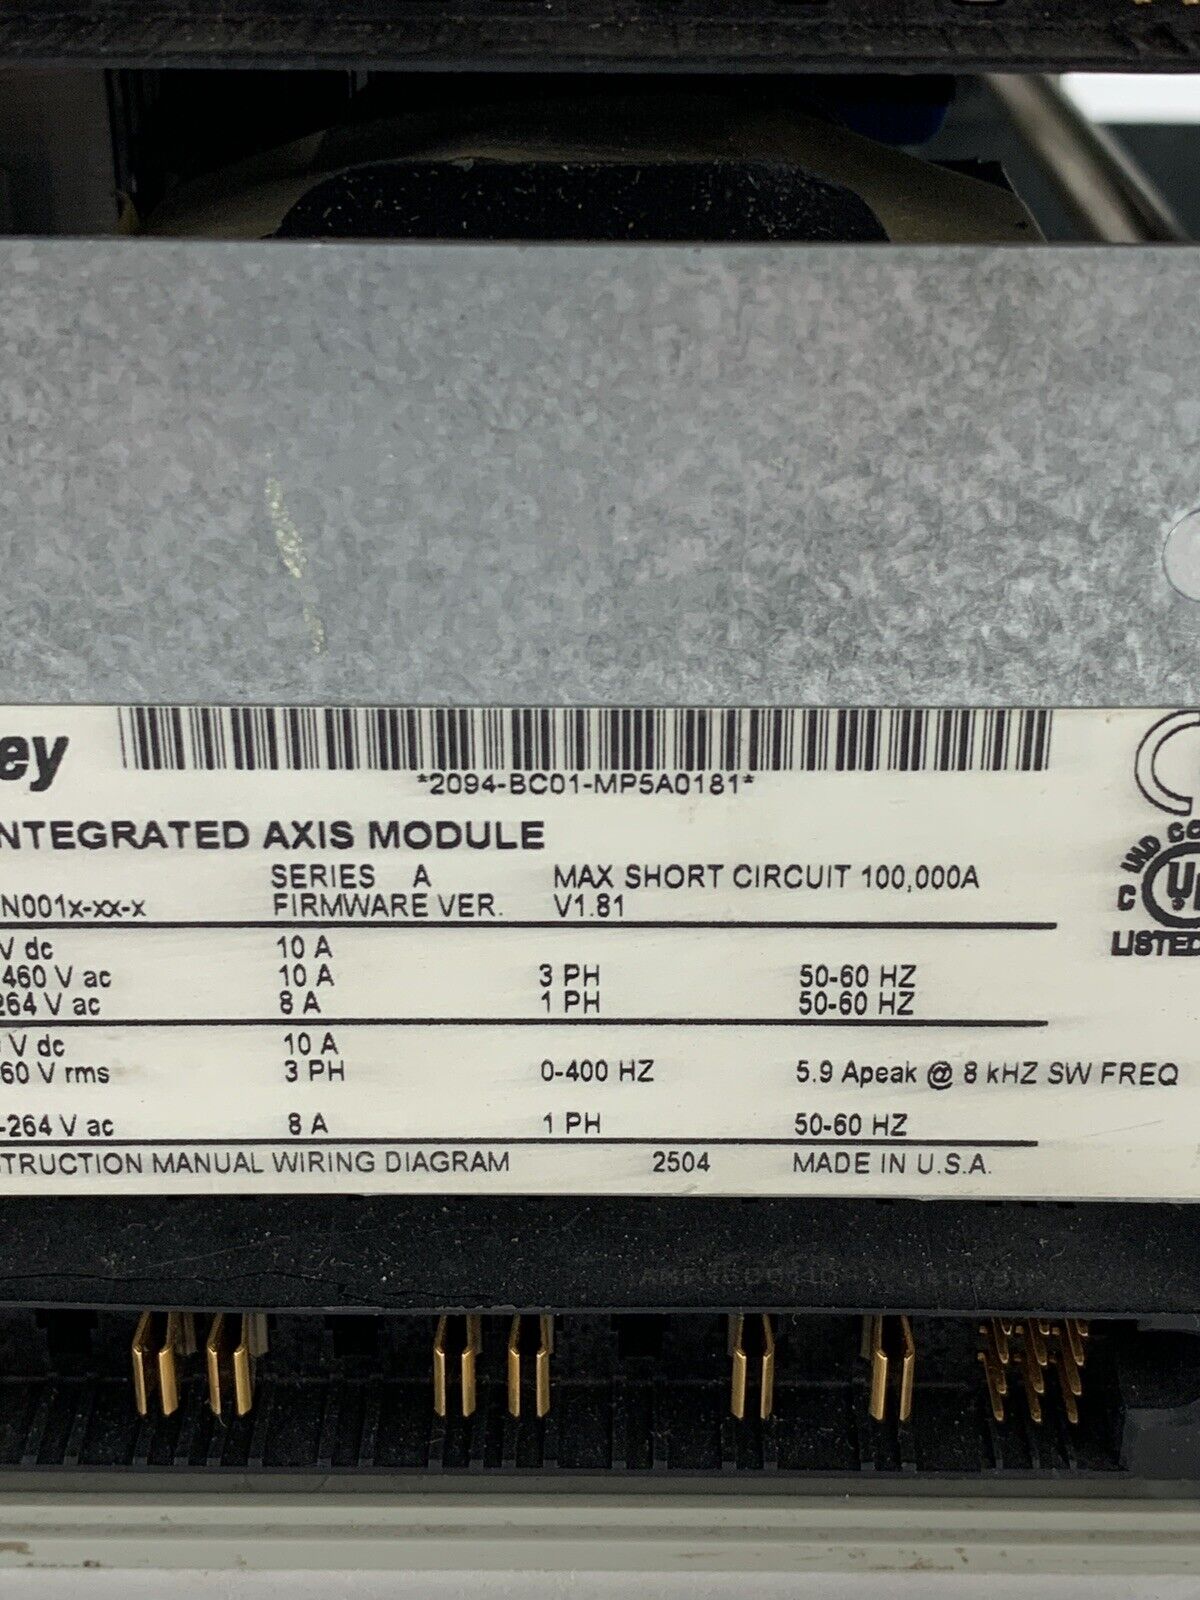 ey
*2094-BC01-MP5A0181*
NTEGRATED AXIS MODULE
SERIES A MAX SHORT CIRCUIT 100,000A
N001x-xx-x FIRMWARE VER. V1.81
V dc 10 A
460 V ac 10 A 3 PH 50-60 HZ
264 V ac 8 A 1 PH 50-60 HZ
V dc 10 A
60 V rms 3 PH 0-400 HZ 5.9 Apeak @ 8 kHZ SW FREQ
-264 V ac 8 A 1 PH 50-60 HZ
TRUCTION MANUAL WIRING DIAGRAM 2504 MADE IN U.S.A.
IND CO
C U
LISTED